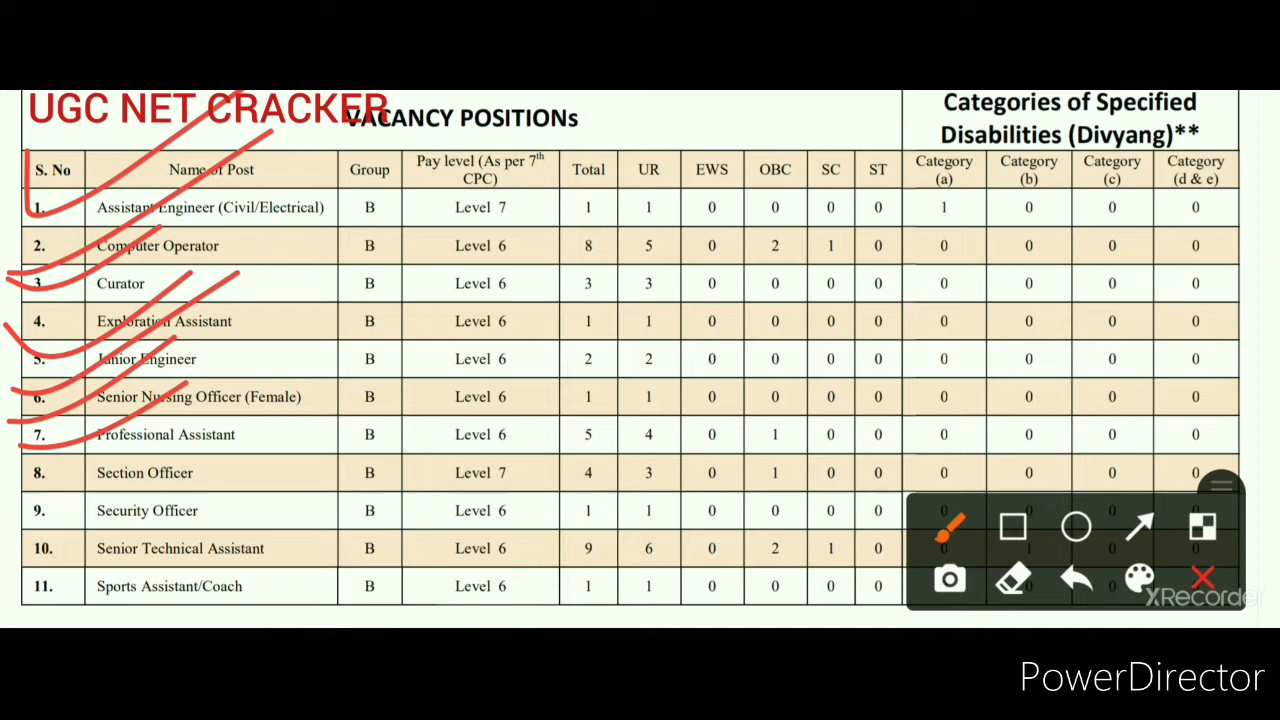 UGC NET CRACKER
VACANCY POSITIONs
Categories of Specified
Disabilities (Divyang)**
S. No Name of Post Group Pay level (As per 7th CPC) Total UR EWS OBC SC ST Category (a) Category (b) Category (c) Category (d & e)
1. Assistant Engineer (Civil/Electrical) B Level 7 1 1 0 0 0 0 1 0 0 0
2. Computer Operator B Level 6 8 5 0 2 1 0 0 0 0 0
3. Curator B Level 6 3 3 0 0 0 0 0 0 0 0
4. Exploration Assistant B Level 6 1 1 0 0 0 0 0 0 0 0
5. Junior Engineer B Level 6 2 2 0 0 0 0 0 0 0 0
6. Senior Nursing Officer (Female) B Level 6 1 1 0 0 0 0 0 0 0 0
7. Professional Assistant B Level 6 5 4 0 1 0 0 0 0 0 0
8. Section Officer B Level 7 4 3 0 1 0 0 0 0 0 0
9. Security Officer B Level 6 1 1 0 0 0 0
10. Senior Technical Assistant B Level 6 9 6 0 2 1 0 0 1 0 0
11. Sports Assistant/Coach B Level 6 1 1 0 0 0 0
XRecorder
PowerDirector